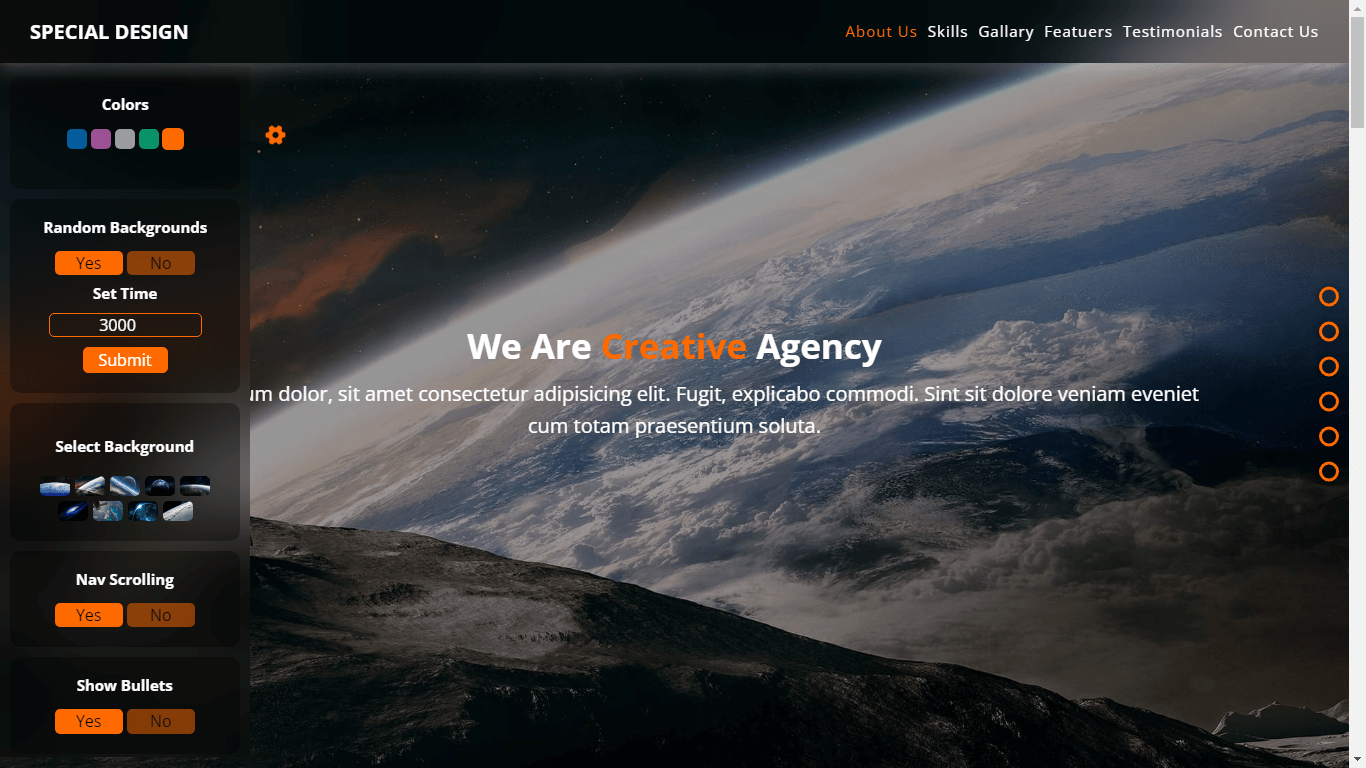 SPECIAL DESIGN
About Us Skills Gallary Featuers Testimonials Contact Us
Colors
Random Backgrounds
Yes No
Set Time
3000
Submit
Select Background
Nav Scrolling
Yes No
Show Bullets
Yes No
We Are Creative Agency
dolor, sit amet consectetur adipisicing elit. Fugit, explicabo commodi. Sint sit dolore veniam eveniet
cum totam praesentium soluta.